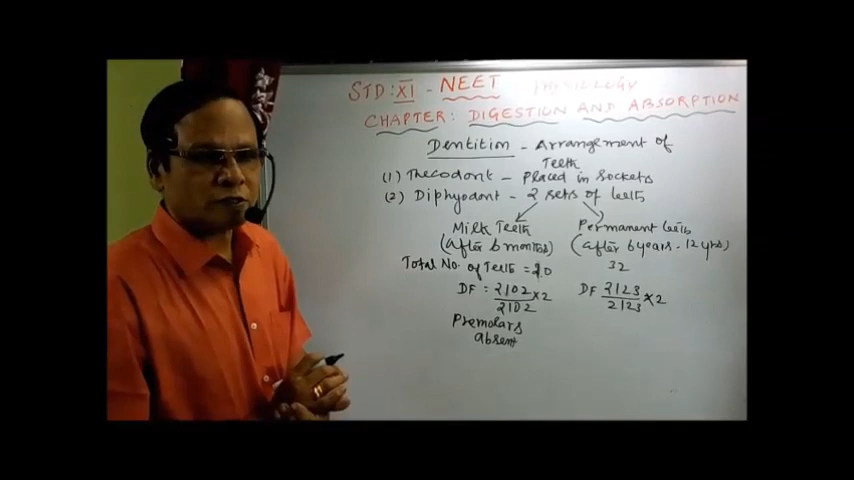 STD: XI - NEET PHYSIOLOGY
CHAPTER: DIGESTION AND ABSORPTION
Dentition - Arrangement of
Teeth
(1) Thecodont - placed in sockets
(2) Diphyodont - 2 sets of teeth
Milk Teeth
(After 6 months)
Total No. of Teeth = 20
DF = 2102 × 2
2102
Premolars
absent
Permanent teeth
(after 6 years - 12 yrs)
32
DF 2123 × 2
2123